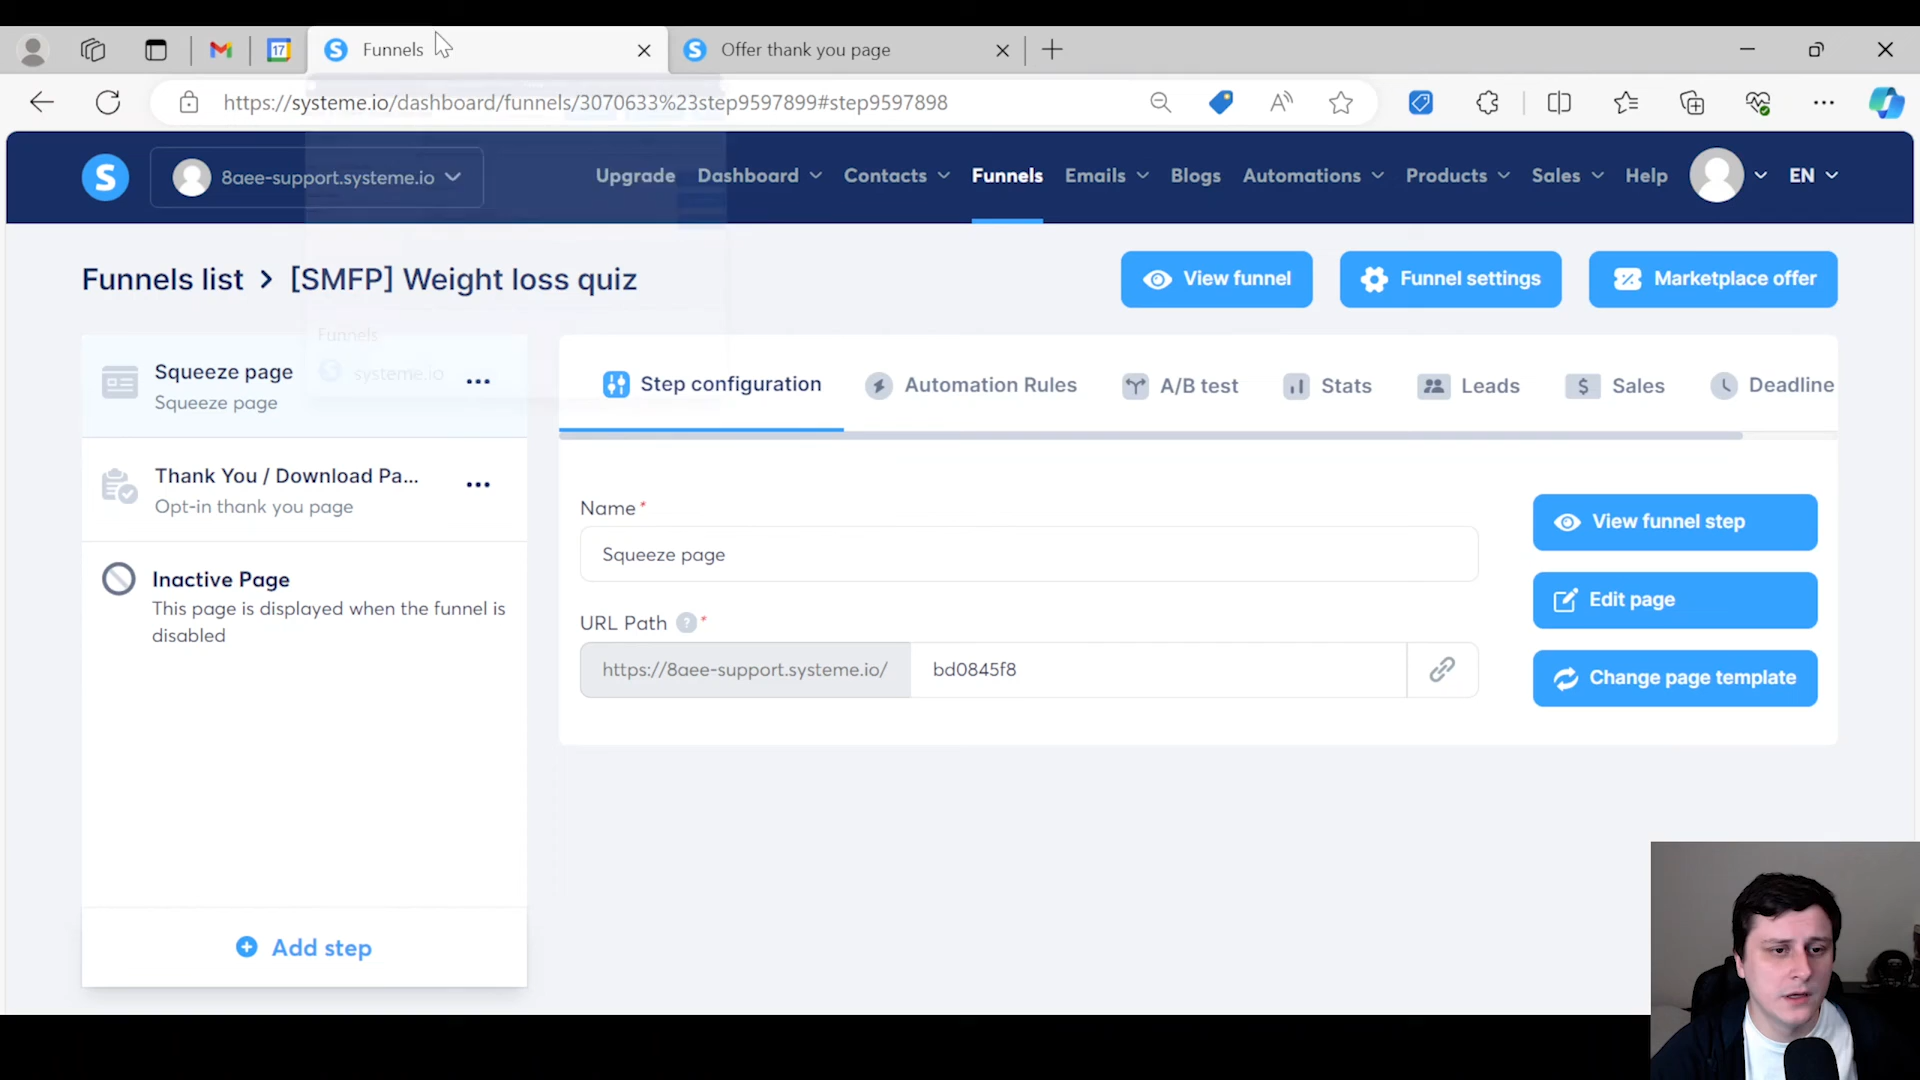 17
Funnels
Offer thank you page
https://systeme.io/dashboard/funnels/3070633%23step9597899#step9597898
S
8aee-support.systeme.io
Upgrade
Dashboard
Contacts
Funnels
Emails
Blogs
Automations
Products
Sales
Help
EN
Funnels list > [SMFP] Weight loss quiz
View funnel
Funnel settings
Marketplace offer
Funnels
systeme.io
Squeeze page
Squeeze page
Thank You / Download Pa...
Opt-in thank you page
Inactive Page
This page is displayed when the funnel is
disabled
Add step
Step configuration
Automation Rules
A/B test
Stats
Leads
Sales
Deadline
Name *
Squeeze page
URL Path ? *
https://8aee-support.systeme.io/
bd0845f8
View funnel step
Edit page
Change page template